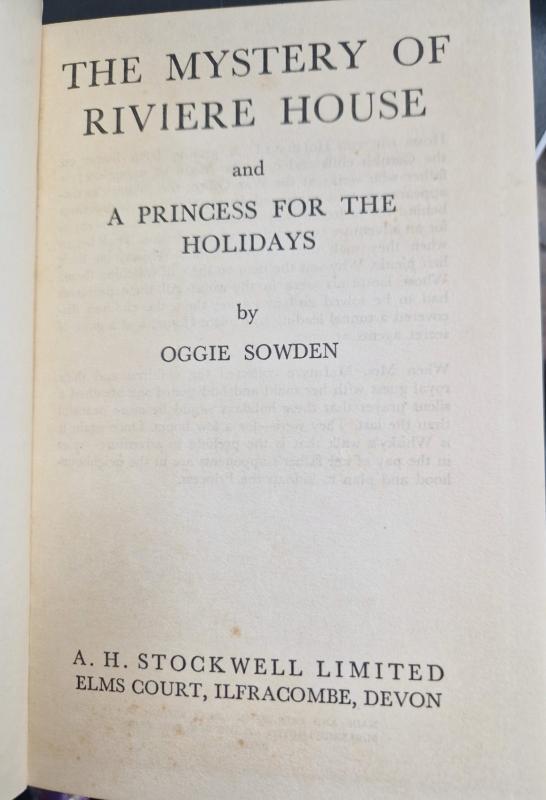 THE MYSTERY OF
RIVIERE HOUSE
and
A PRINCESS FOR THE
HOLIDAYS
by
OGGIE SOWDEN
A. H. STOCKWELL LIMITED
ELMS COURT, ILFRACOMBE, DEVON